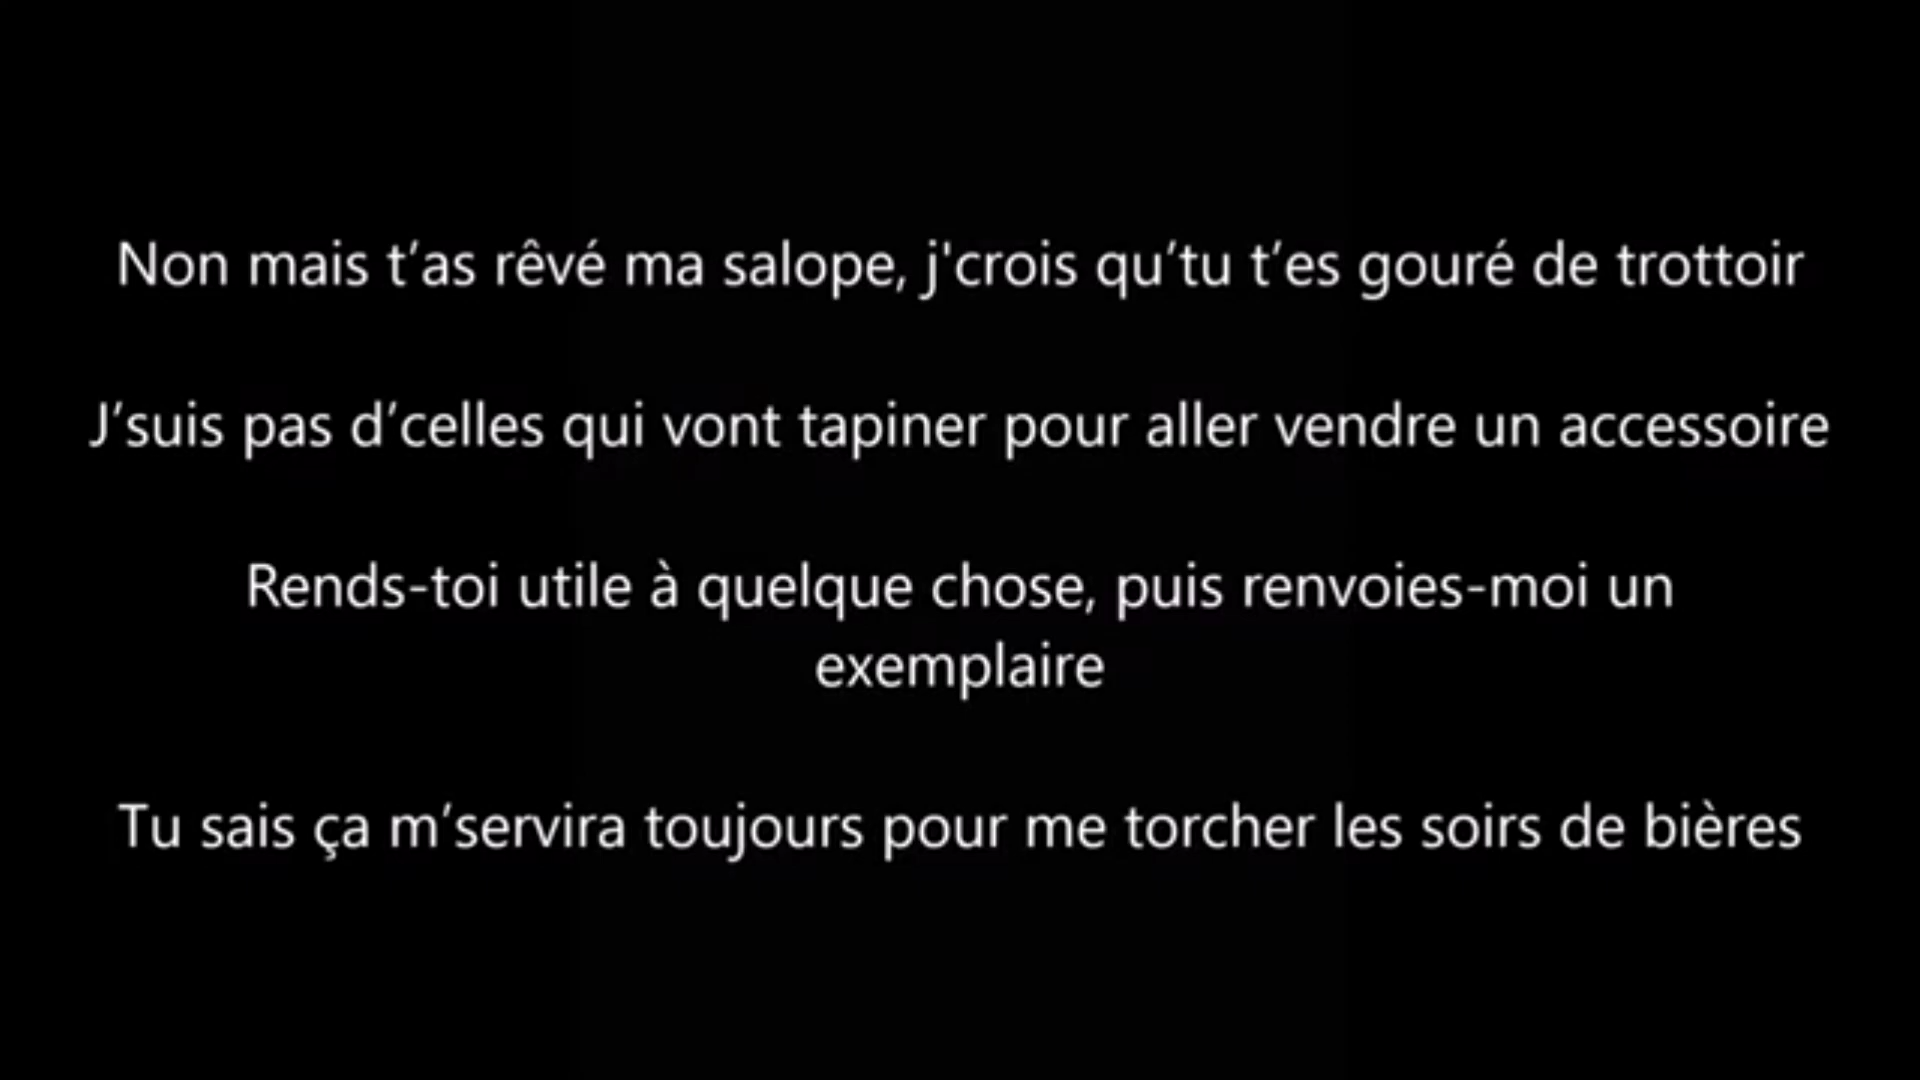 Non mais t’as rêvé ma salope, j'crois qu’tu t’es gouré de trottoir
J’suis pas d’celles qui vont tapiner pour aller vendre un accessoire
Rends-toi utile à quelque chose, puis renvoies-moi un
exemplaire
Tu sais ça m’servira toujours pour me torcher les soirs de bières